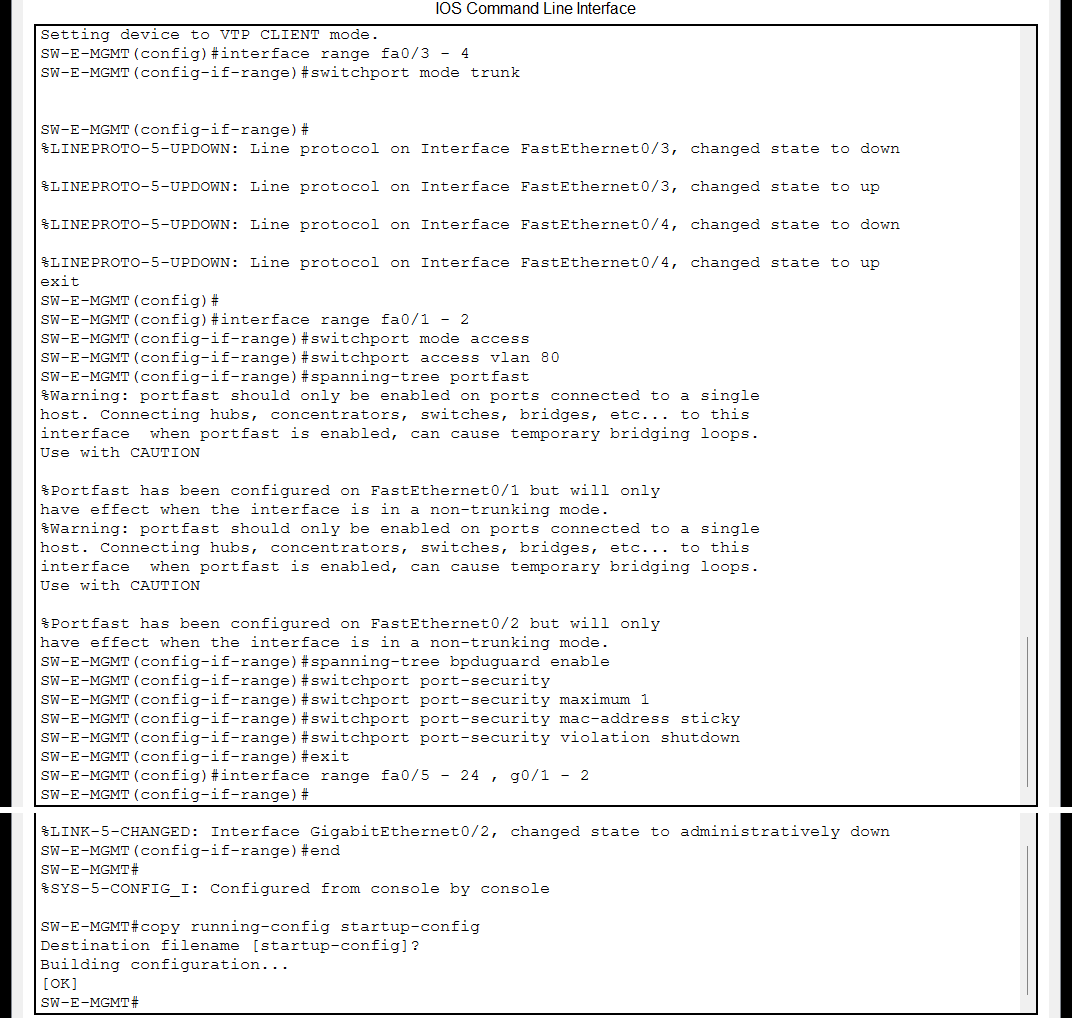 IOS Command Line Interface
Setting device to VTP CLIENT mode.
SW-E-MGMT(config)#interface range fa0/3 - 4
SW-E-MGMT(config-if-range)#switchport mode trunk
SW-E-MGMT(config-if-range)#
%LINEPROTO-5-UPDOWN: Line protocol on Interface FastEthernet0/3, changed state to down
%LINEPROTO-5-UPDOWN: Line protocol on Interface FastEthernet0/3, changed state to up
%LINEPROTO-5-UPDOWN: Line protocol on Interface FastEthernet0/4, changed state to down
%LINEPROTO-5-UPDOWN: Line protocol on Interface FastEthernet0/4, changed state to up
exit
SW-E-MGMT(config)#
SW-E-MGMT(config)#interface range fa0/1 - 2
SW-E-MGMT(config-if-range)#switchport mode access
SW-E-MGMT(config-if-range)#switchport access vlan 80
SW-E-MGMT(config-if-range)#spanning-tree portfast
%Warning: portfast should only be enabled on ports connected to a single
host. Connecting hubs, concentrators, switches, bridges, etc... to this
interface  when portfast is enabled, can cause temporary bridging loops.
Use with CAUTION
%Portfast has been configured on FastEthernet0/1 but will only
have effect when the interface is in a non-trunking mode.
%Warning: portfast should only be enabled on ports connected to a single
host. Connecting hubs, concentrators, switches, bridges, etc... to this
interface  when portfast is enabled, can cause temporary bridging loops.
Use with CAUTION
%Portfast has been configured on FastEthernet0/2 but will only
have effect when the interface is in a non-trunking mode.
SW-E-MGMT(config-if-range)#spanning-tree bpduguard enable
SW-E-MGMT(config-if-range)#switchport port-security
SW-E-MGMT(config-if-range)#switchport port-security maximum 1
SW-E-MGMT(config-if-range)#switchport port-security mac-address sticky
SW-E-MGMT(config-if-range)#switchport port-security violation shutdown
SW-E-MGMT(config-if-range)#exit
SW-E-MGMT(config)#interface range fa0/5 - 24 , g0/1 - 2
SW-E-MGMT(config-if-range)#
%LINK-5-CHANGED: Interface GigabitEthernet0/2, changed state to administratively down
SW-E-MGMT(config-if-range)#end
SW-E-MGMT#
%SYS-5-CONFIG_I: Configured from console by console
SW-E-MGMT#copy running-config startup-config
Destination filename [startup-config]?
Building configuration...
[OK]
SW-E-MGMT#